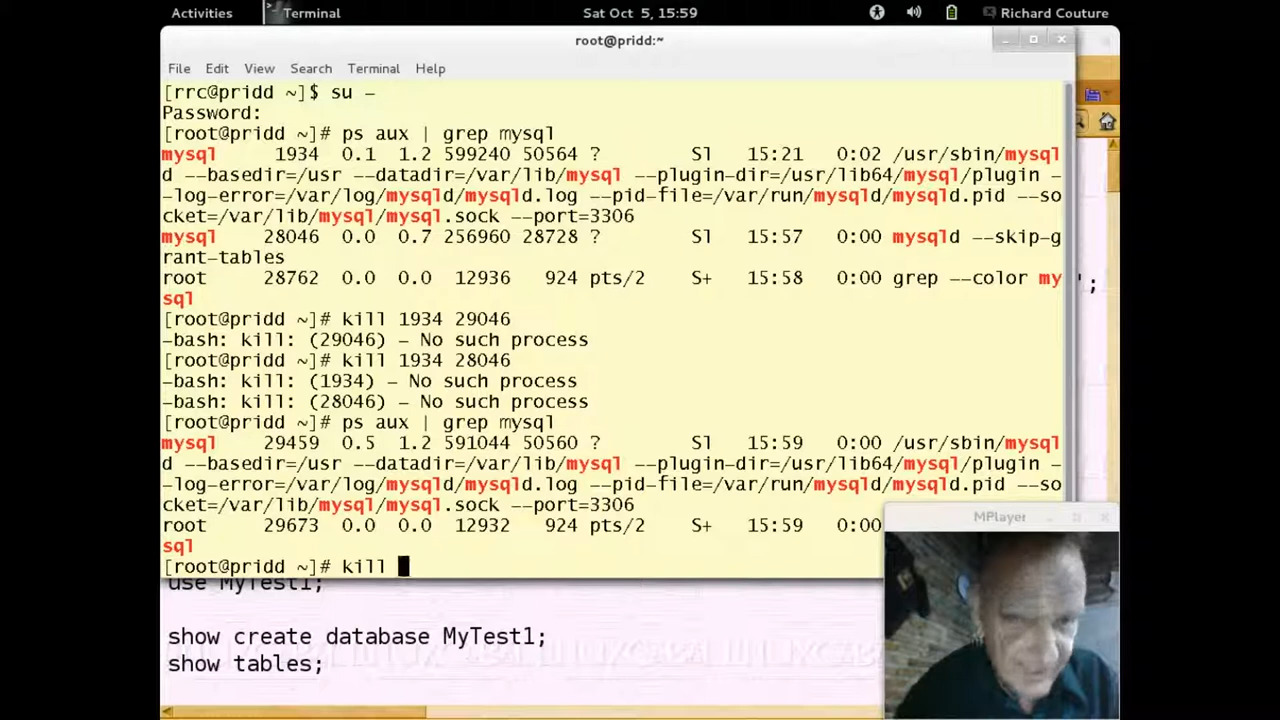 Activities Terminal Sat Oct 5, 15:59 Richard Couture
root@pridd:~
File Edit View Search Terminal Help
[rrc@pridd ~]$ su -
Password:
[root@pridd ~]# ps aux | grep mysql
mysql 1934 0.1 1.2 599240 50564 ? Sl 15:21 0:02 /usr/sbin/mysql
d --basedir=/usr --datadir=/var/lib/mysql --plugin-dir=/usr/lib64/mysql/plugin -
-log-error=/var/log/mysqld/mysqld.log --pid-file=/var/run/mysqld/mysqld.pid --so
cket=/var/lib/mysql/mysql.sock --port=3306
mysql 28046 0.0 0.7 256960 28728 ? Sl 15:57 0:00 mysqld --skip-g
rant-tables
root 28762 0.0 0.0 12936 924 pts/2 S+ 15:58 0:00 grep --color my
';
sql
[root@pridd ~]# kill 1934 29046
-bash: kill: (29046) - No such process
[root@pridd ~]# kill 1934 28046
-bash: kill: (1934) - No such process
-bash: kill: (28046) - No such process
[root@pridd ~]# ps aux | grep mysql
mysql 29459 0.5 1.2 591044 50560 ? Sl 15:59 0:00 /usr/sbin/mysql
d --basedir=/usr --datadir=/var/lib/mysql --plugin-dir=/usr/lib64/mysql/plugin -
-log-error=/var/log/mysqld/mysqld.log --pid-file=/var/run/mysqld/mysqld.pid --so
cket=/var/lib/mysql/mysql.sock --port=3306
MPlayer
root 29673 0.0 0.0 12932 924 pts/2 S+ 15:59 0:00
sql
[root@pridd ~]# kill
use MyTest1;
show create database MyTest1;
show tables;